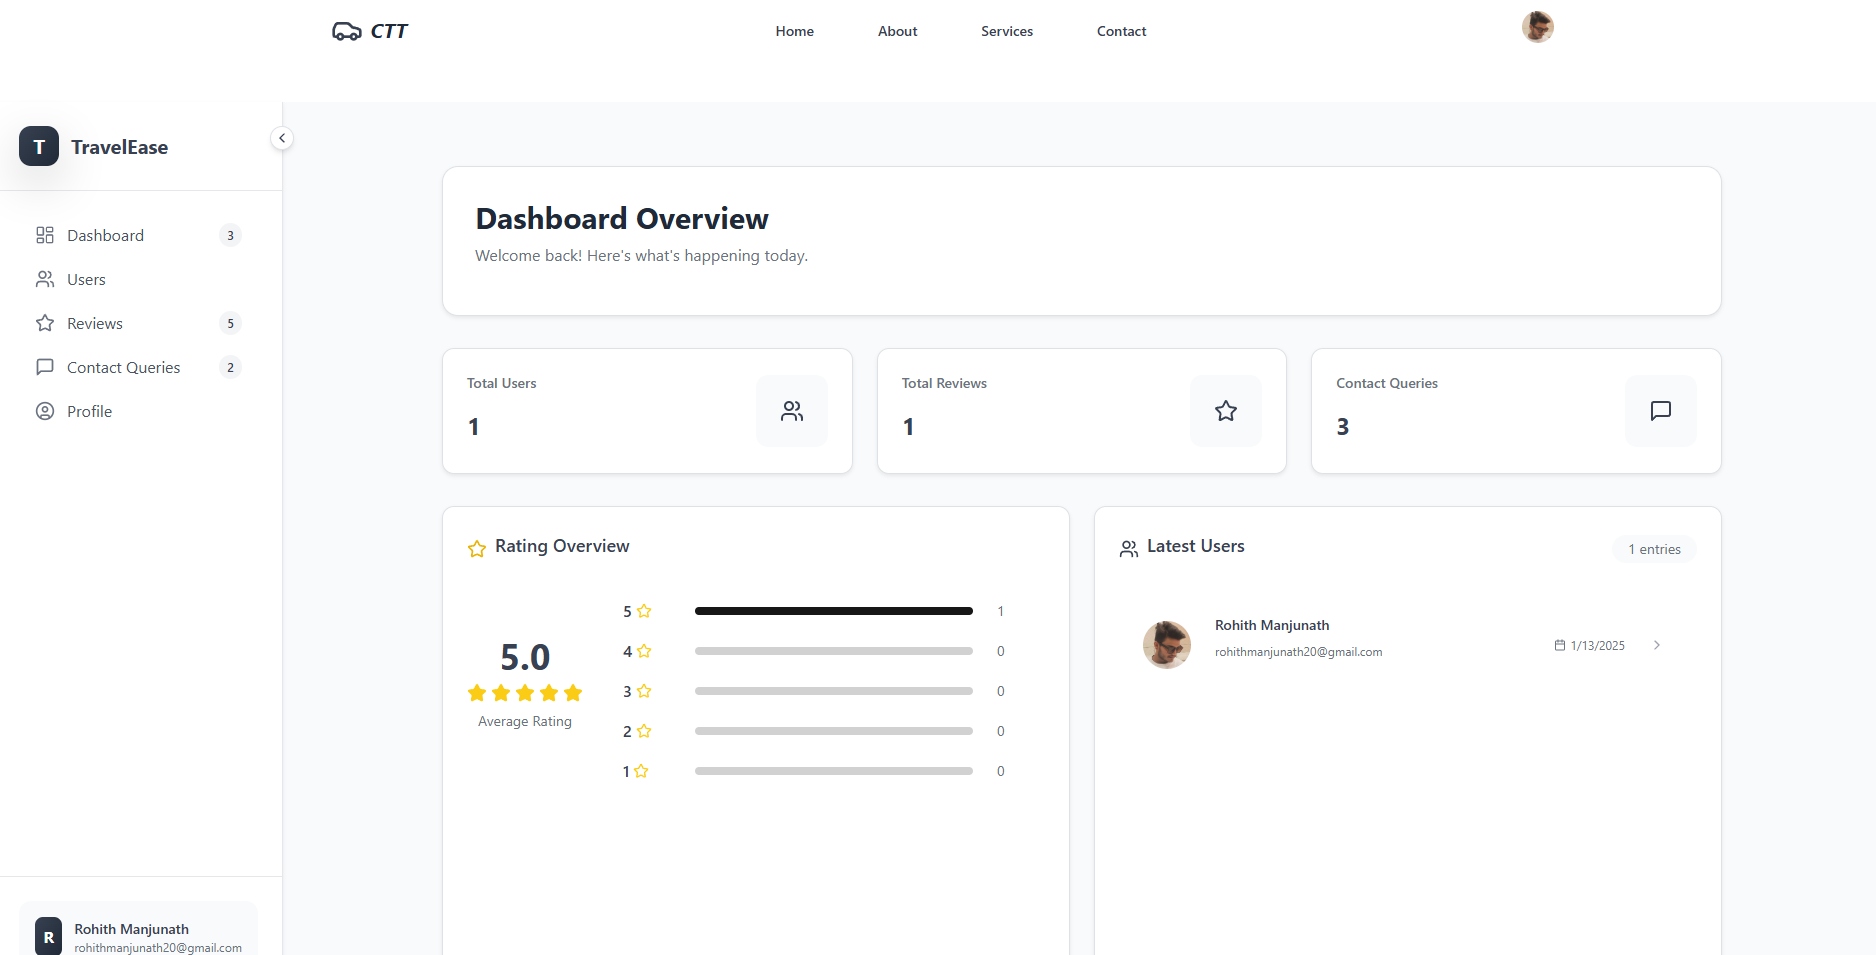 CTT
Home
About
Services
Contact
T
TravelEase
Dashboard
3
Users
Reviews
5
Contact Queries
2
Profile
Rohith Manjunath
R
rohithmanjunath20@gmail.com
Dashboard Overview
Welcome back! Here's what's happening today.
Total Users
1
Total Reviews
1
Contact Queries
3
Rating Overview
5.0
Average Rating
5
1
4
0
3
0
2
0
1
0
Latest Users
1 entries
Rohith Manjunath
rohithmanjunath20@gmail.com
1/13/2025